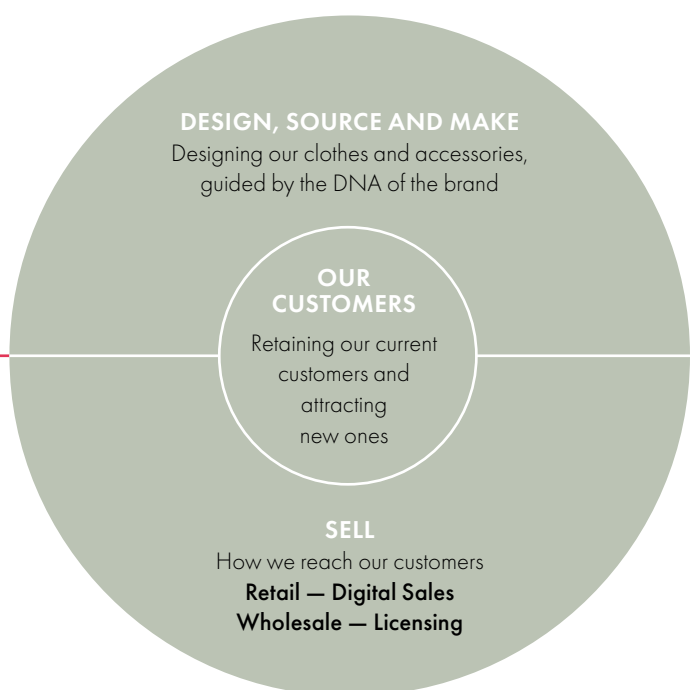 DESIGN, SOURCE AND MAKE
Designing our clothes and accessories,
guided by the DNA of the brand
OUR
CUSTOMERS
Retaining our current
customers and
attracting
new ones
SELL
How we reach our customers
Retail — Digital Sales
Wholesale — Licensing